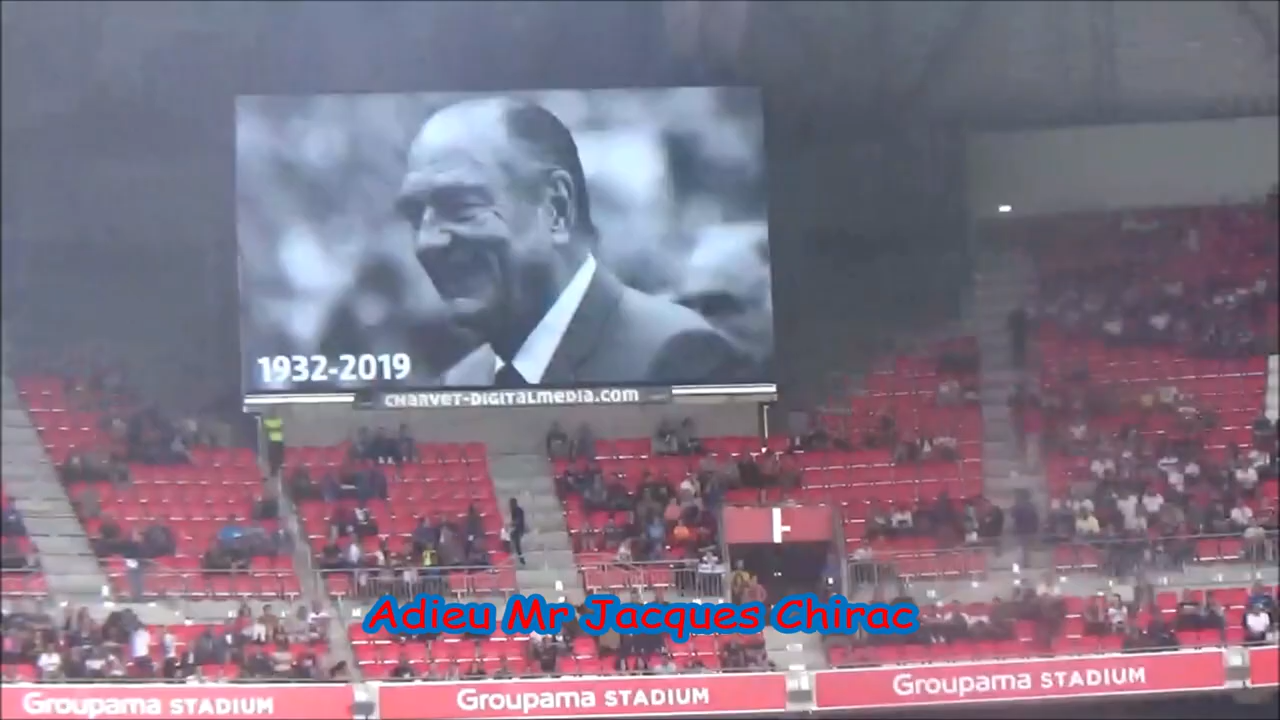 1932-2019
CHARVET-DIGITALMEDIA.COM
Adieu Mr Jacques Chirac
Groupama STADIUM
Groupama STADIUM
Groupama STADIUM